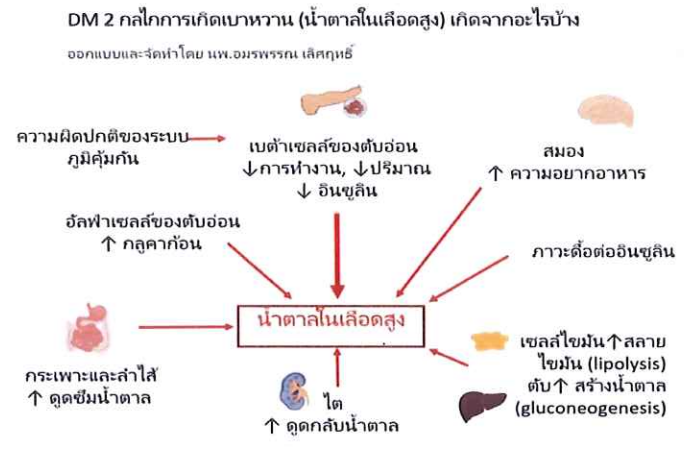 DM 2 กลไกการเกิดเบาหวาน (น้ำตาลในเลือดสูง) เกิดจากอะไรบ้าง
ออกแบบและจัดทำโดย นพ.อมรพรรณ เลิศฤทธิ์
ความผิดปกติของระบบ
ภูมิคุ้มกัน
เบต้าเซลล์ของตับอ่อน
↓การทำงาน, ↓ปริมาณ
↓ อินซูลิน
สมอง
↑ ความอยากอาหาร
อัลฟาเซลล์ของตับอ่อน
↑ กลูคาก้อน
ภาวะดื้อต่ออินซูลิน
น้ำตาลในเลือดสูง
กระเพาะและลำไส้
↑ ดูดซึมน้ำตาล
ไต
↑ ดูดกลับน้ำตาล
เซลล์ไขมัน↑สลาย
ไขมัน (lipolysis)
ตับ↑ สร้างน้ำตาล
(gluconeogenesis)